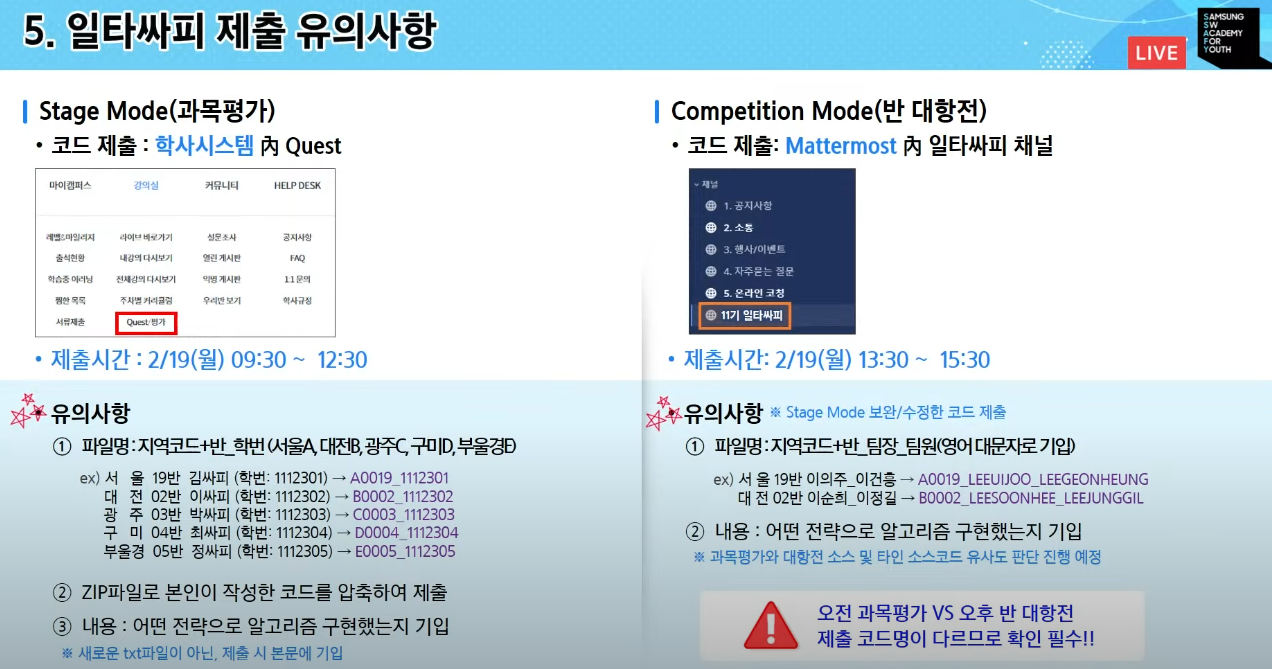 5. 일타싸피 제출 유의사항
LIVE
SAMSUNG
SW
ACADEMY
FOR
YOUTH
Stage Mode(과목평가)
• 코드 제출 : 학사시스템 內 Quest
마이캠퍼스 강의실 커뮤니티 HELP DESK
레벨&마일리지 라이브 바로가기 설문조사 공지사항
출석현황 내강의 다시보기 열린 게시판 FAQ
학습중 이러닝 전체강의 다시보기 익명 게시판 1:1 문의
찜한 목록 주차별 커리큘럼 우리반 보기 학사규정
서류제출 Quest/평가
• 제출시간 : 2/19(월) 09:30 ~ 12:30
유의사항
① 파일명 : 지역코드+반_학번 (서울A, 대전B, 광주C, 구미D, 부울경E)
ex) 서 울 19반 김싸피 (학번: 1112301) → A0019_1112301
대 전 02반 이싸피 (학번: 1112302) → B0002_1112302
광 주 03반 박싸피 (학번: 1112303) → C0003_1112303
구 미 04반 최싸피 (학번: 1112304) → D0004_1112304
부울경 05반 정싸피 (학번: 1112305) → E0005_1112305
② ZIP파일로 본인이 작성한 코드를 압축하여 제출
③ 내용 : 어떤 전략으로 알고리즘 구현했는지 기입
※ 새로운 txt파일이 아닌, 제출 시 본문에 기입
Competition Mode(반 대항전)
• 코드 제출: Mattermost 內 일타싸피 채널
채널
1. 공지사항
2. 소통
3. 행사/이벤트
4. 자주묻는 질문
5. 온라인 코칭
11기 일타싸피
• 제출시간: 2/19(월) 13:30 ~ 15:30
유의사항 ※ Stage Mode 보완/수정한 코드 제출
① 파일명 : 지역코드+반_팀장_팀원(영어 대문자로 기입)
ex) 서 울 19반 이의주_이건흥 → A0019_LEEUIJOO_LEEGEONHEUNG
대 전 02반 이순희_이정길 → B0002_LEESOONHEE_LEEJUNGGIL
② 내용 : 어떤 전략으로 알고리즘 구현했는지 기입
※ 과목평가와 대항전 소스 및 타인 소스코드 유사도 판단 진행 예정
오전 과목평가 VS 오후 반 대항전
제출 코드명이 다르므로 확인 필수!!